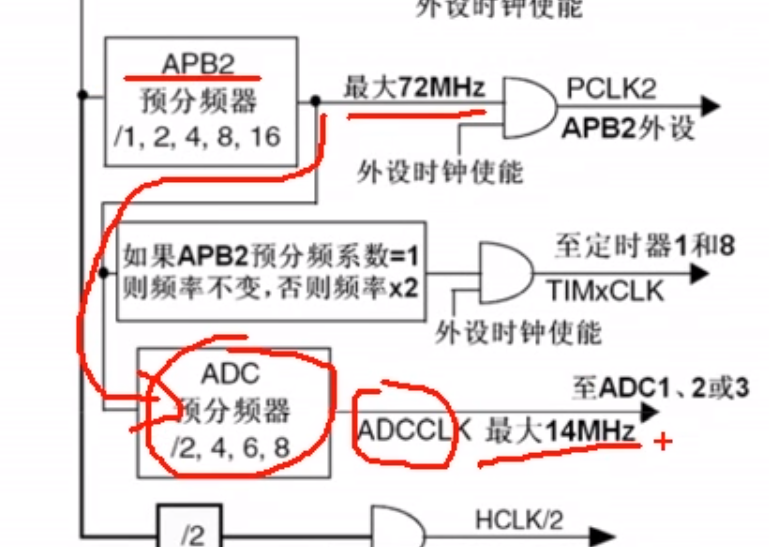 外设时钟使能
APB2
预分频器
/1, 2, 4, 8, 16
最大72MHz
PCLK2
APB2外设
外设时钟使能
如果APB2预分频系数=1
则频率不变,否则频率x2
至定时器1和8
TIMxCLK
外设时钟使能
ADC
预分频器
/2, 4, 6, 8
至ADC1、2或3
ADCCLK 最大14MHz
/2
HCLK/2